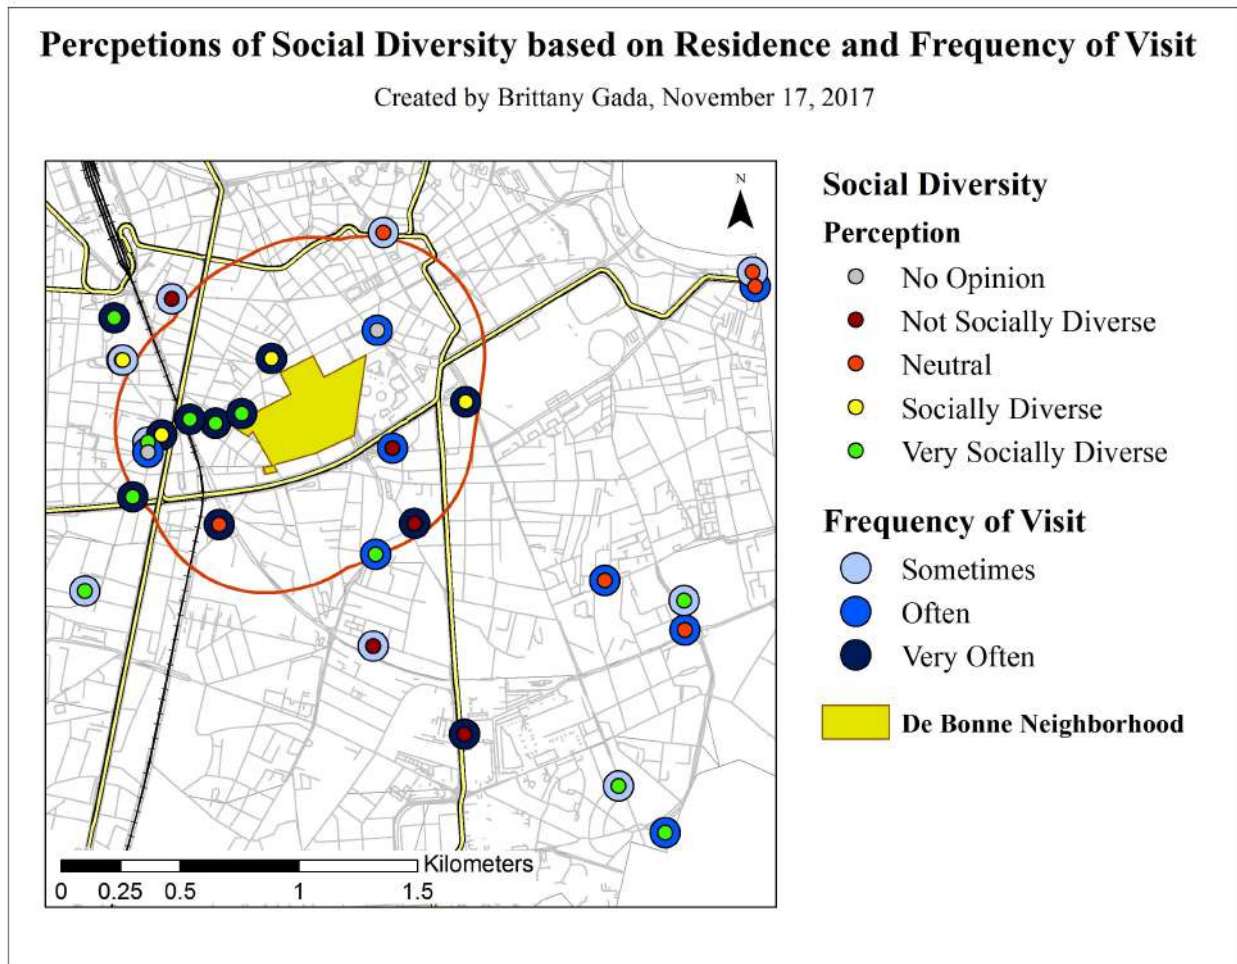 Percpetions of Social Diversity based on Residence and Frequency of Visit
Created by Brittany Gada, November 17, 2017
N
Social Diversity
Perception
No Opinion
Not Socially Diverse
Neutral
Socially Diverse
Very Socially Diverse
Frequency of Visit
Sometimes
Often
Very Often
De Bonne Neighborhood
Kilometers
0 0.25 0.5 1 1.5